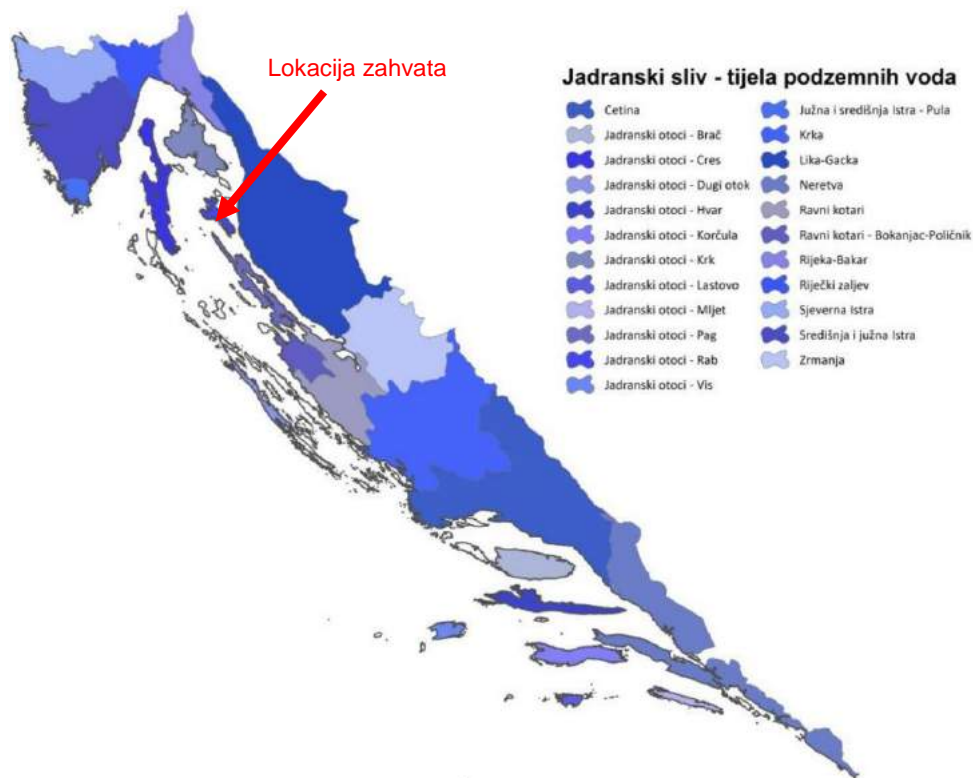 Lokacija zahvata
Jadranski sliv - tijela podzemnih voda
Cetina
Jadranski otoci - Brač
Jadranski otoci - Cres
Jadranski otoci - Dugi otok
Jadranski otoci - Hvar
Jadranski otoci - Korčula
Jadranski otoci - Krk
Jadranski otoci - Lastovo
Jadranski otoci - Mljet
Jadranski otoci - Pag
Jadranski otoci - Rab
Jadranski otoci - Vis
Južna i središnja Istra - Pula
Krka
Lika-Gacka
Neretva
Ravni kotari
Ravni kotari - Bokanjac-Poličnik
Rijeka-Bakar
Riječki zaljev
Sjeverna Istra
Središnja i južna Istra
Zrmanja